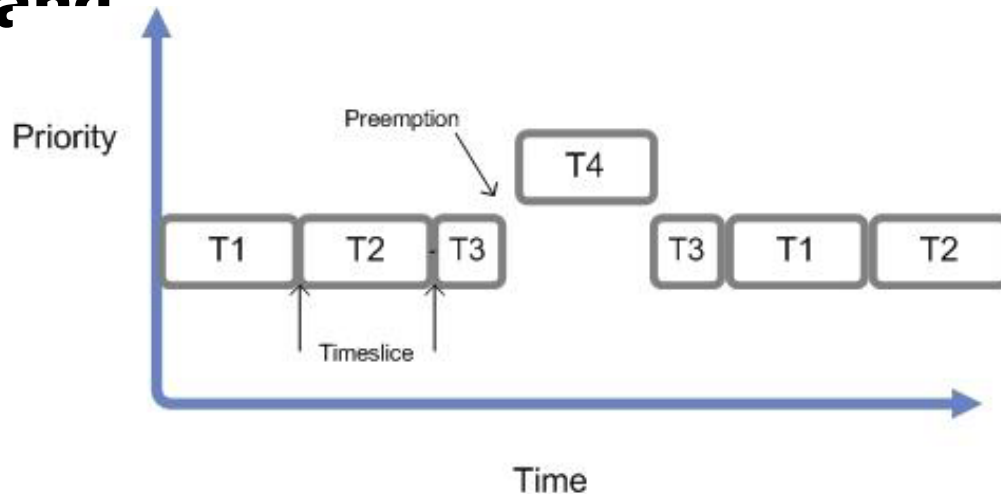 Preemption
Priority
T4
T1 T2 T3 T3 T1 T2
Timeslice
Time